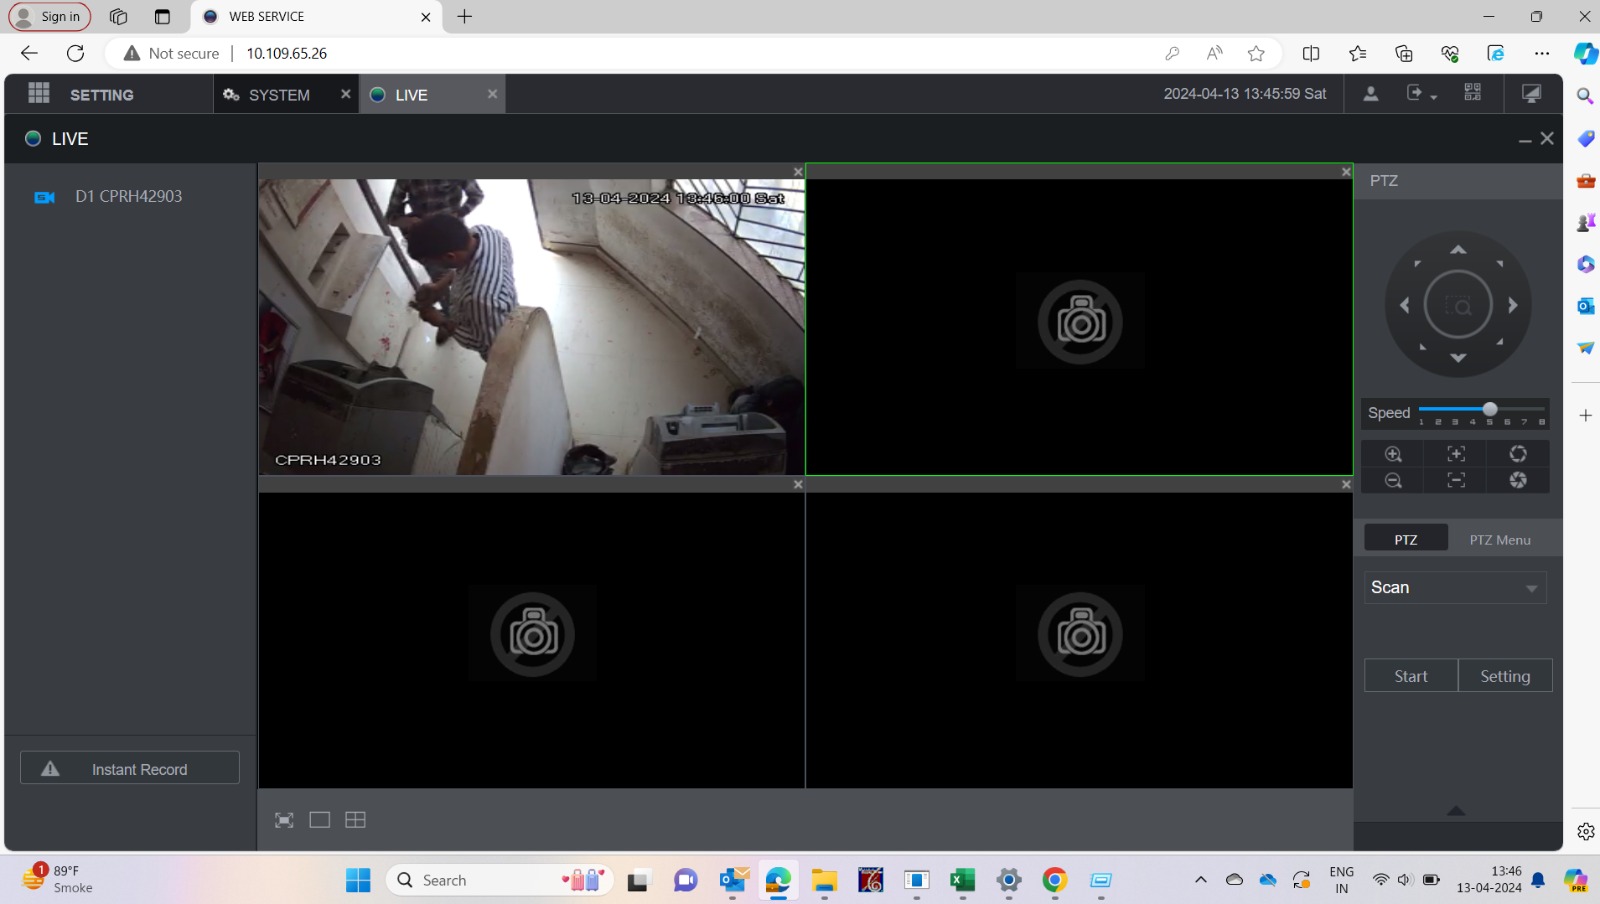 Sign in
WEB SERVICE
Not secure
10.109.65.26
SETTING
SYSTEM
LIVE
2024-04-13 13:45:59 Sat
LIVE
D1 CPRH42903
13-04-2024 13:46:00 Sat
CPRH42903
PTZ
Speed
1 2 3 4 5 6 7 8
PTZ
PTZ Menu
Scan
Start
Setting
Instant Record
1
89°F
Smoke
Search
ENG
IN
13:46
13-04-2024
PRE